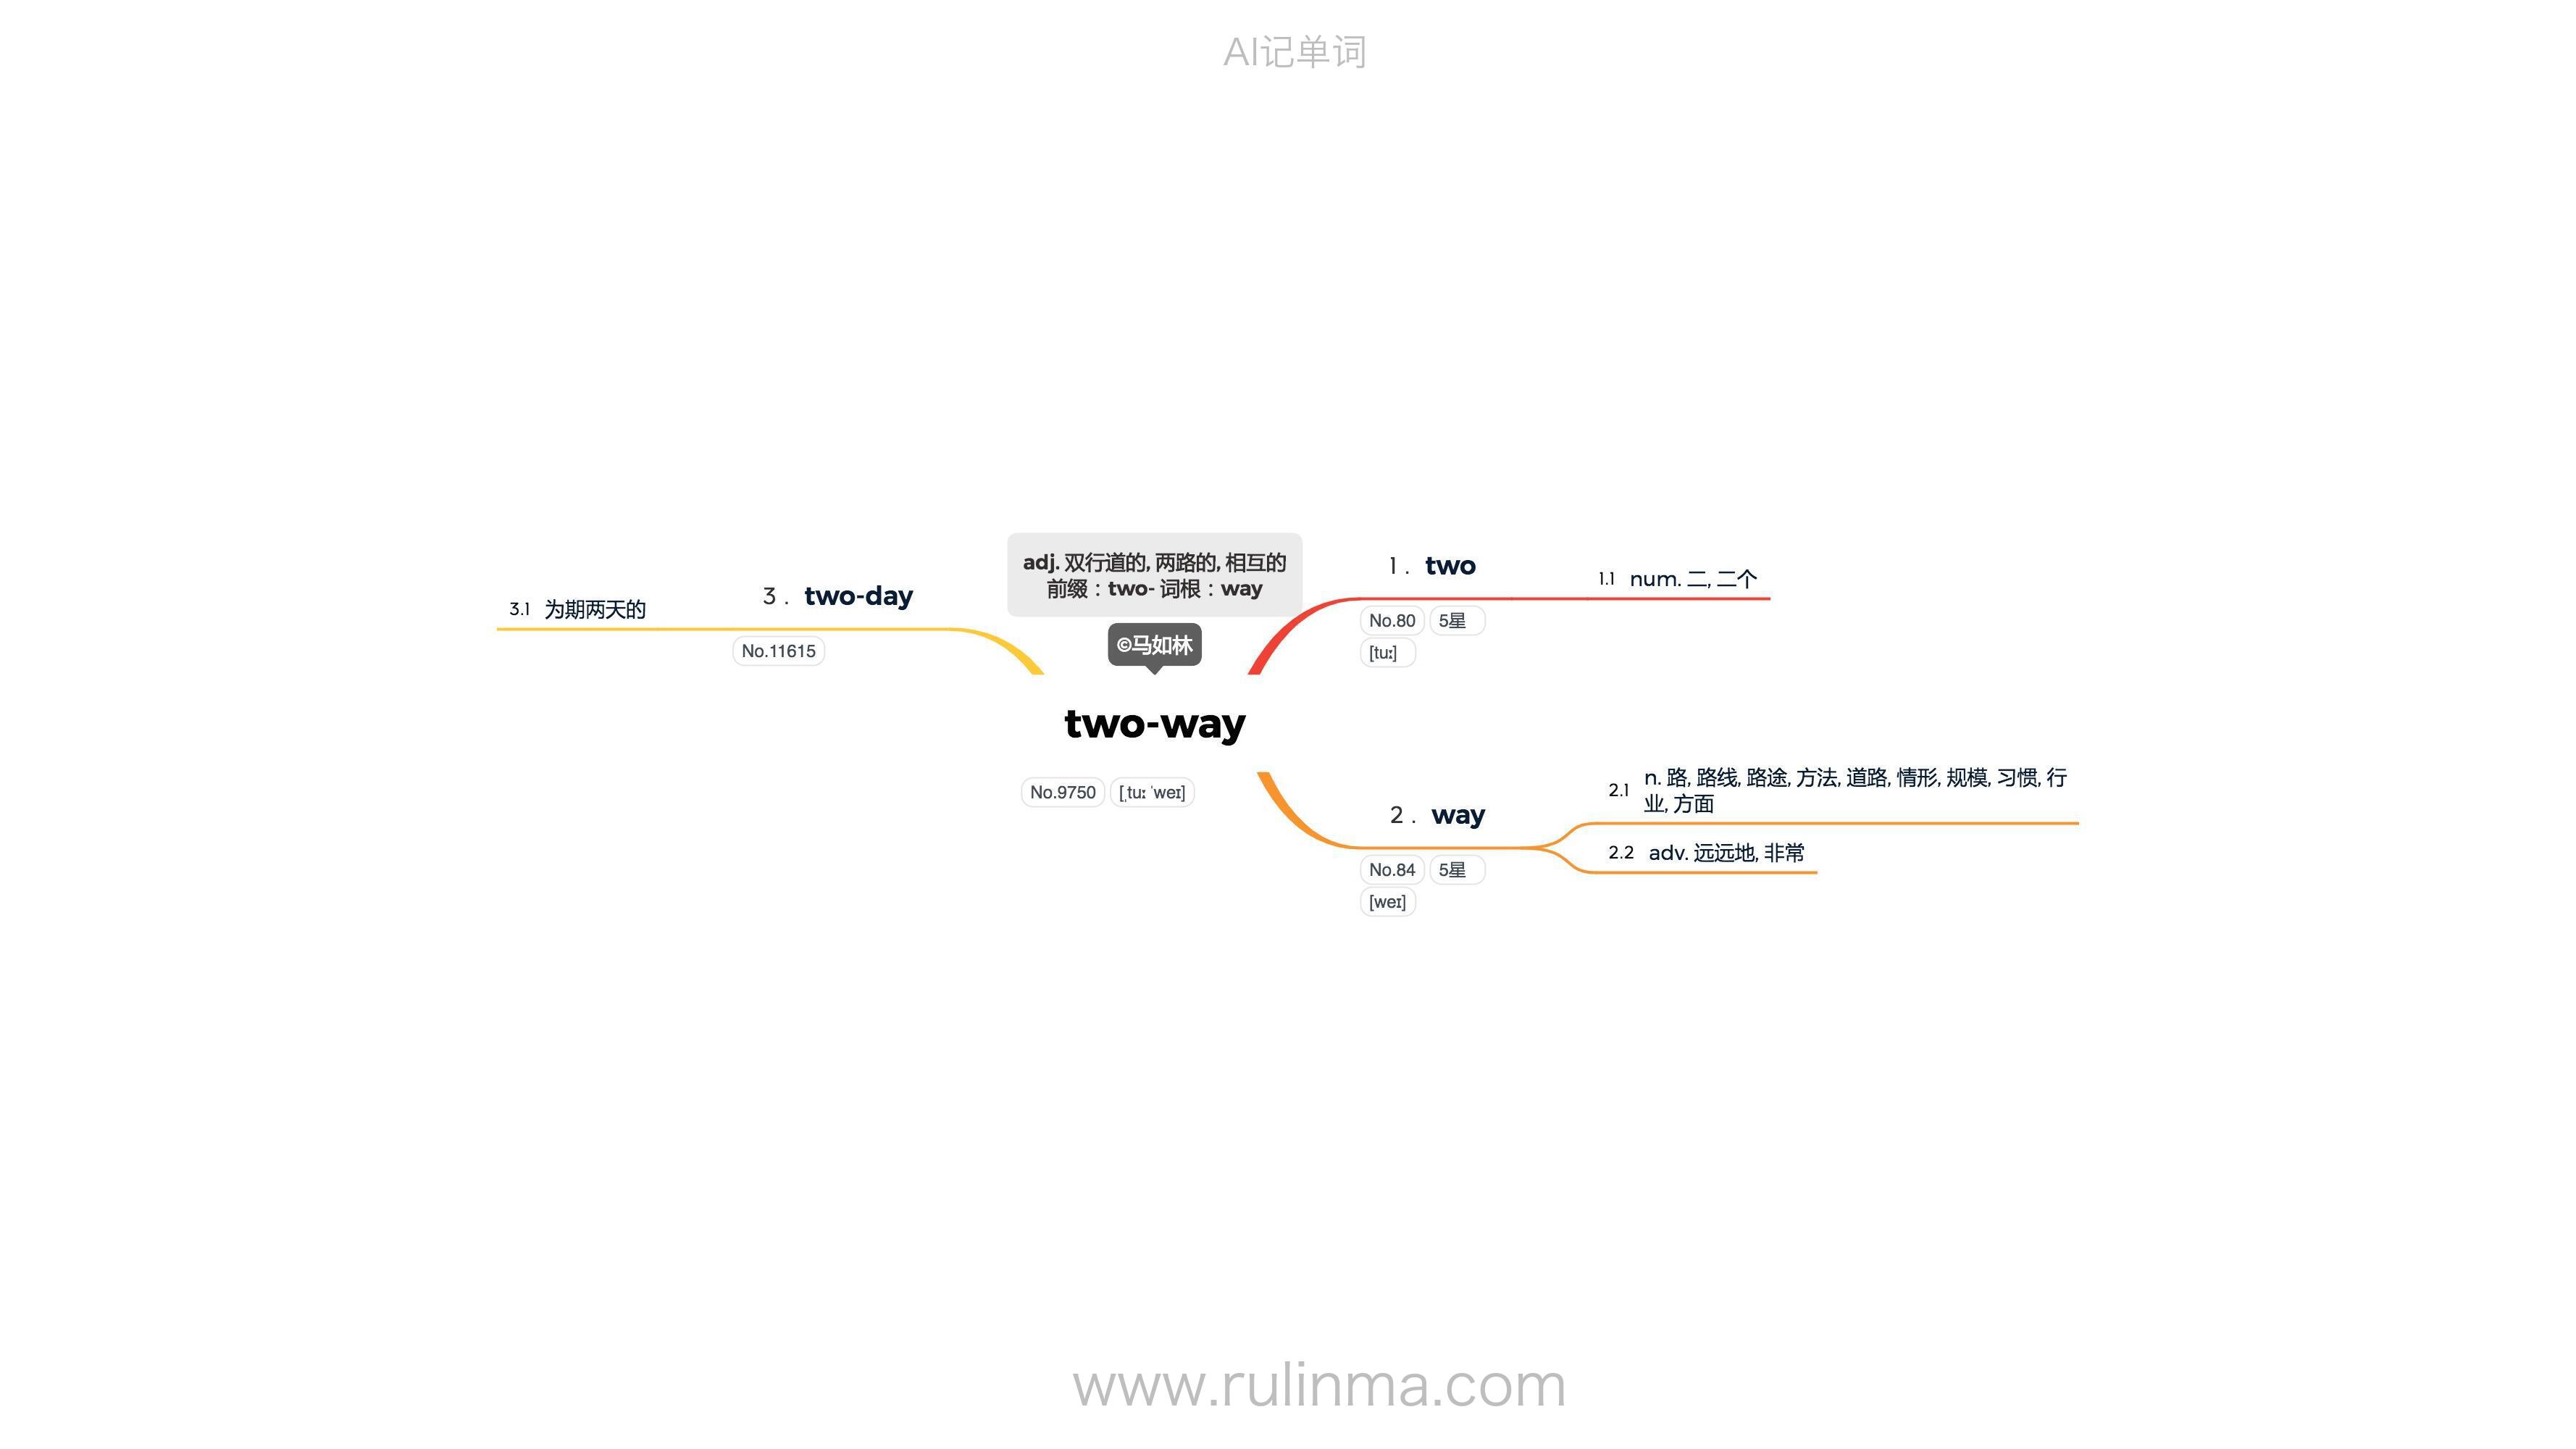 AI记单词
adj. 双行道的, 两路的, 相互的
前缀：two- 词根：way
©马如林
two-way
No.9750 [ˌtuː ˈweɪ]
1. two
No.80 5星
[tuː]
1.1 num. 二, 二个
2. way
No.84 5星
[weɪ]
2.1 n. 路, 路线, 路途, 方法, 道路, 情形, 规模, 习惯, 行
业, 方面
2.2 adv. 远远地, 非常
3. two-day
No.11615
3.1 为期两天的
www.rulinma.com